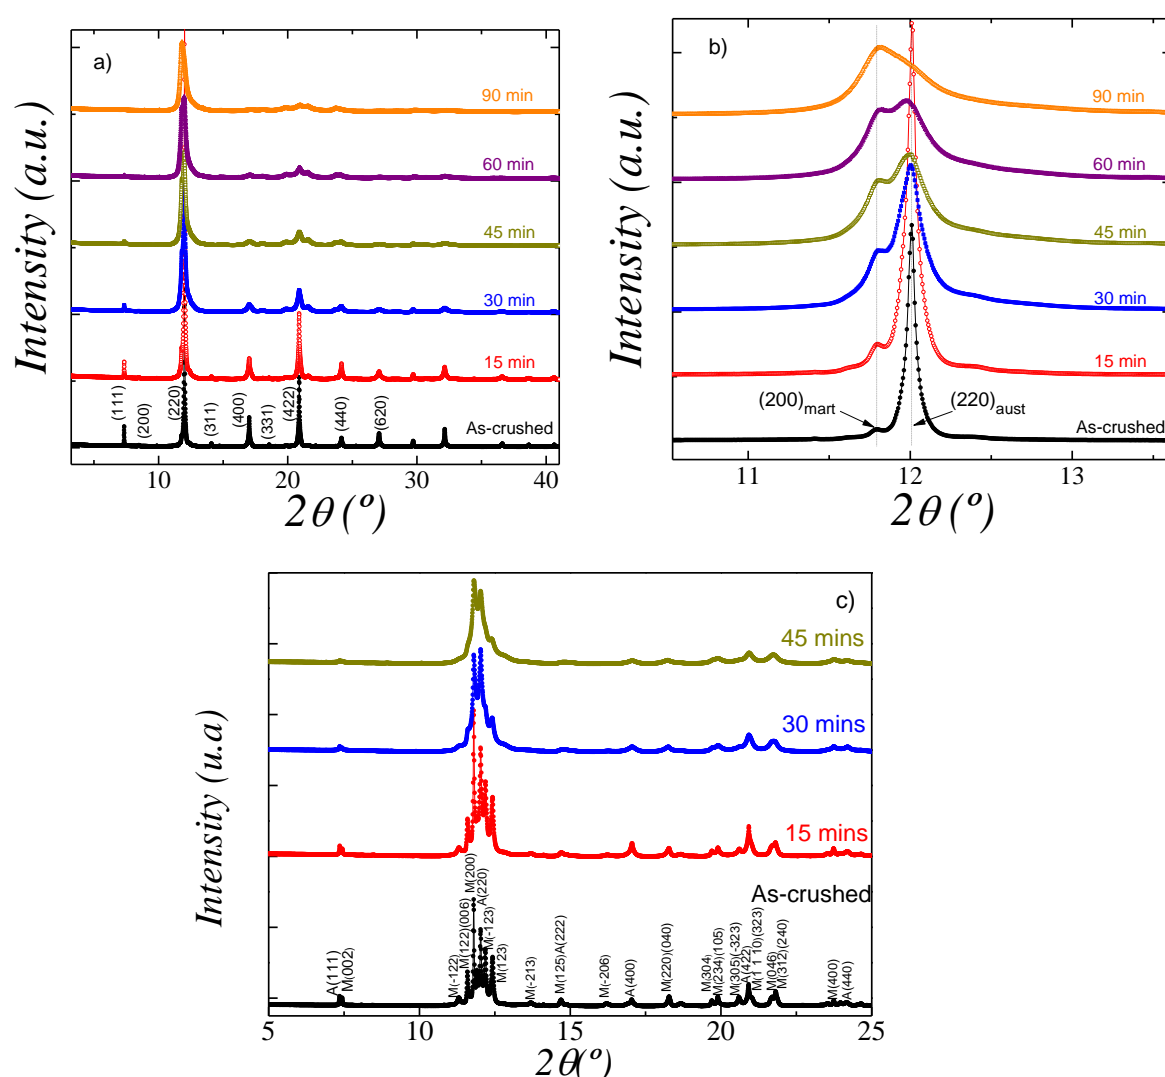 a)
90 min
60 min
45 min
30 min
15 min
As-crushed
(111)
(200)
(220)
(311)
(400)
(331)
(422)
(440)
(620)
10 20 30 40
2θ (º)
Intensity (a.u.)
b)
90 min
60 min
45 min
30 min
15 min
As-crushed
(200)mart
(220)aust
11 12 13
2θ (º)
Intensity (a.u.)
c)
45 mins
30 mins
15 mins
As-crushed
A(111)
M(002)
M(-122)
M(122)(006)
M(200)
A(220)
M(-123)
M(123)
M(-213)
M(125)A(222)
M(-206)
A(400)
M(220)(040)
M(304)
M(234)(105)
M(305)(-323)
A(422)
M(1 1 10)(323)
M(046)
M(312)(240)
M(400)
A(440)
5 10 15 20 25
2θ(º)
Intensity (u.a)